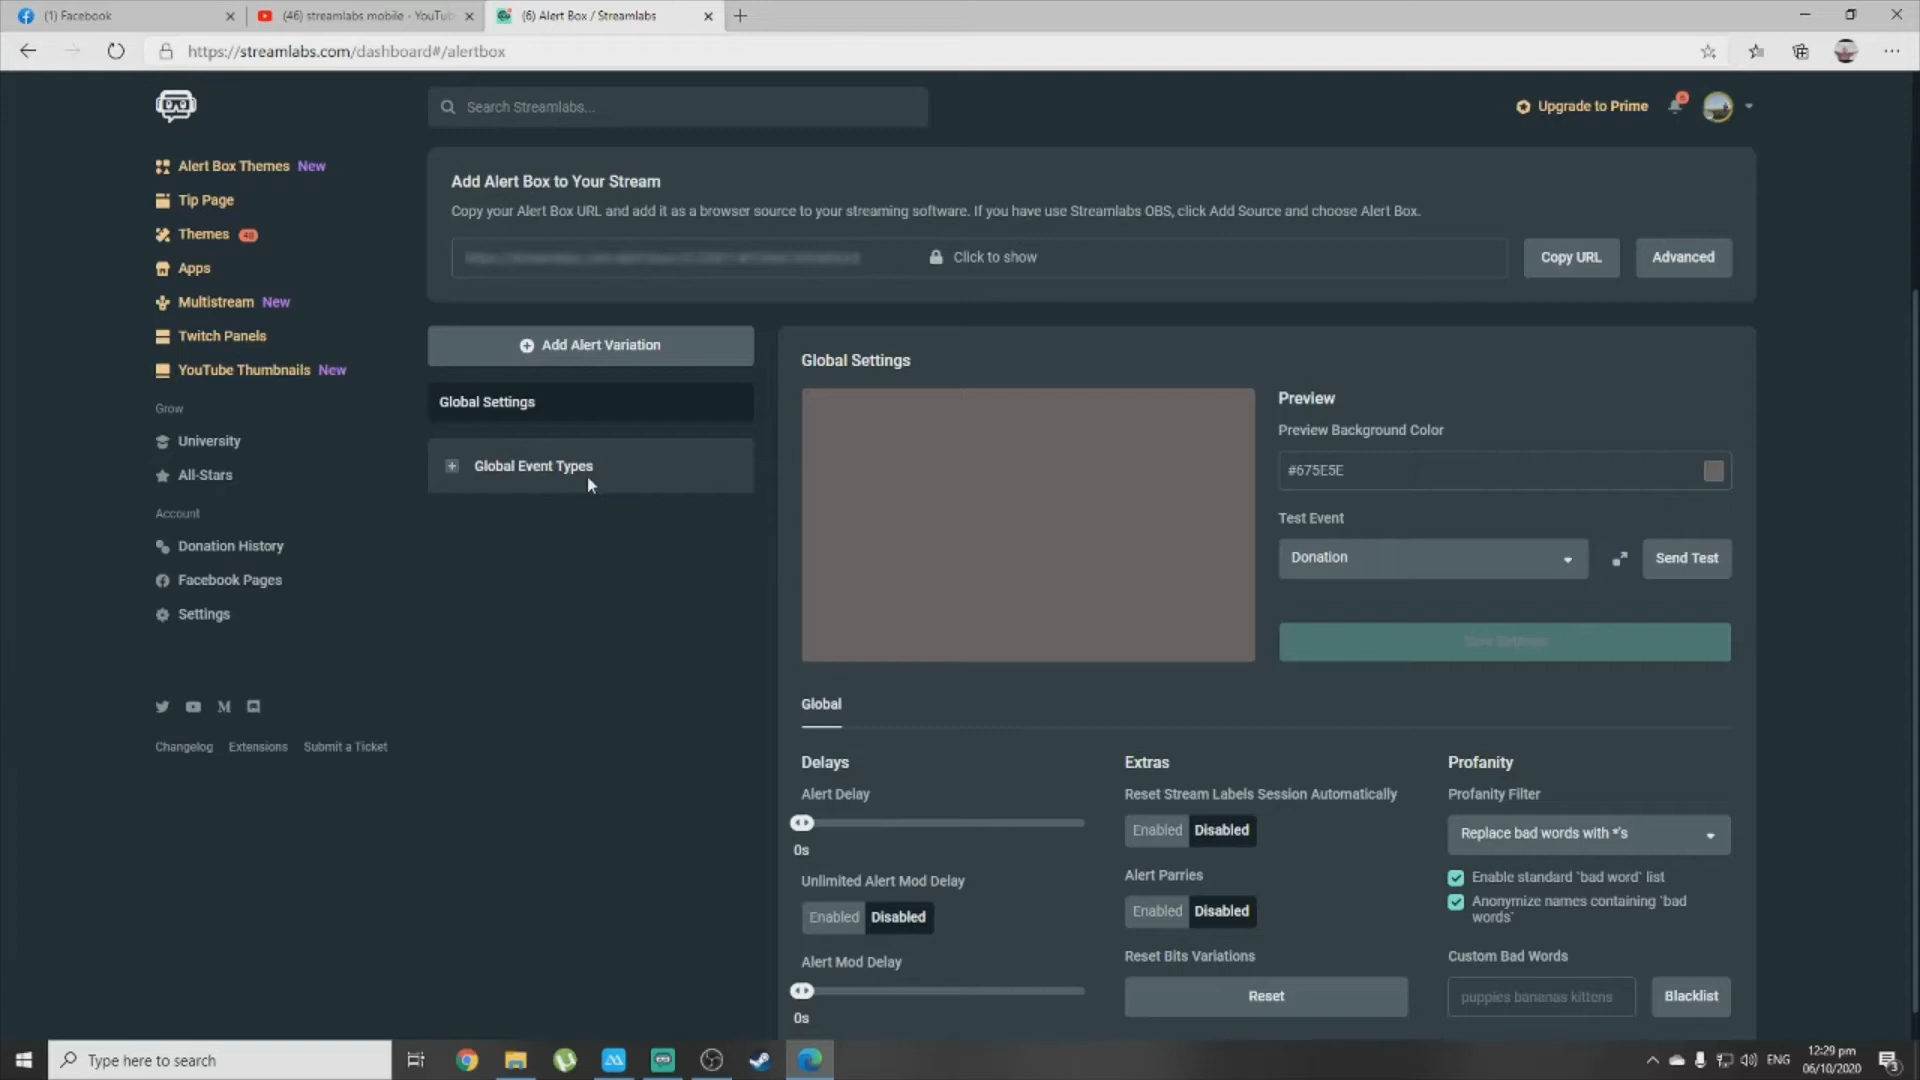 (1) Facebook
(46) streamlabs mobile - YouTub
(6) Alert Box / Streamlabs
https://streamlabs.com/dashboard#/alertbox
Search Streamlabs...
Upgrade to Prime
Alert Box Themes New
Tip Page
Themes 48
Apps
Multistream New
Twitch Panels
YouTube Thumbnails New
Grow
University
All-Stars
Account
Donation History
Facebook Pages
Settings
Changelog Extensions Submit a Ticket
Add Alert Box to Your Stream
Copy your Alert Box URL and add it as a browser source to your streaming software. If you have use Streamlabs OBS, click Add Source and choose Alert Box.
Click to show
Copy URL
Advanced
Add Alert Variation
Global Settings
Global Event Types
Global Settings
Preview
Preview Background Color
#675E5E
Test Event
Donation
Send Test
Save Settings
Global
Delays
Alert Delay
0s
Unlimited Alert Mod Delay
Enabled Disabled
Alert Mod Delay
0s
Extras
Reset Stream Labels Session Automatically
Enabled Disabled
Alert Parries
Enabled Disabled
Reset Bits Variations
Reset
Profanity
Profanity Filter
Replace bad words with *'s
Enable standard `bad word` list
Anonymize names containing `bad
words`
Custom Bad Words
puppies bananas kittens
Blacklist
Type here to search
ENG
12:29 pm
06/10/2020
3